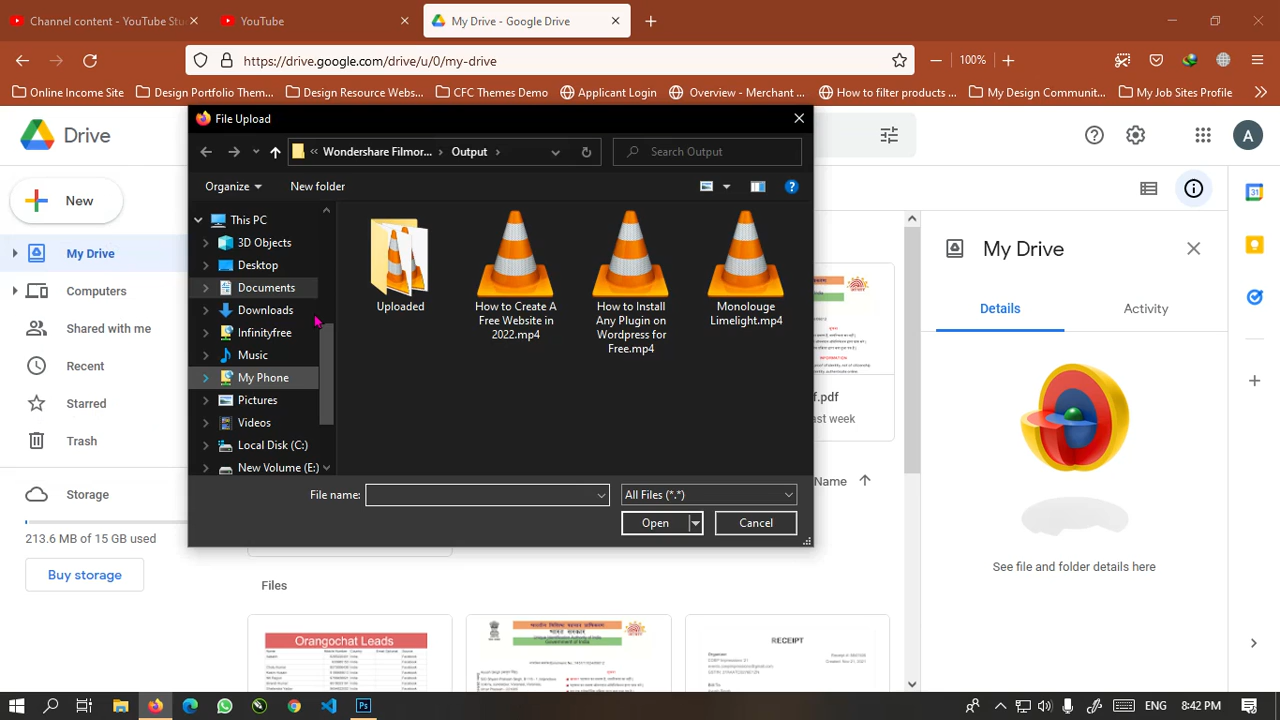 Channel content - YouTube Stu
YouTube
My Drive - Google Drive
https://drive.google.com/drive/u/0/my-drive
100%
Online Income Site
Design Portfolio Them...
Design Resource Webs...
CFC Themes Demo
Applicant Login
Overview - Merchant ...
How to filter properties...
My Design Communit...
My Job Sites Profile
Drive
A
New
My Drive
Computers
Shared with me
Recent
Starred
Trash
Storage
213.6 MB of 15 GB used
Buy storage
File Upload
« Wondershare Filmor... › Output ›
Search Output
Organize
New folder
This PC
3D Objects
Desktop
Documents
Downloads
Infinityfree
Music
My Phone
Pictures
Videos
Local Disk (C:)
New Volume (E:)
Uploaded
How to Create A
Free Website in
2022.mp4
How to Install
Any Plugin on
Wordpress for
Free.mp4
Monolouge
Limelight.mp4
File name:
All Files (*.*)
Open
Cancel
f.pdf
ast week
Name
Files
Orangochat Leads
RECEIPT
My Drive
Details
Activity
See file and folder details here
31
Ps
ENG
8:42 PM